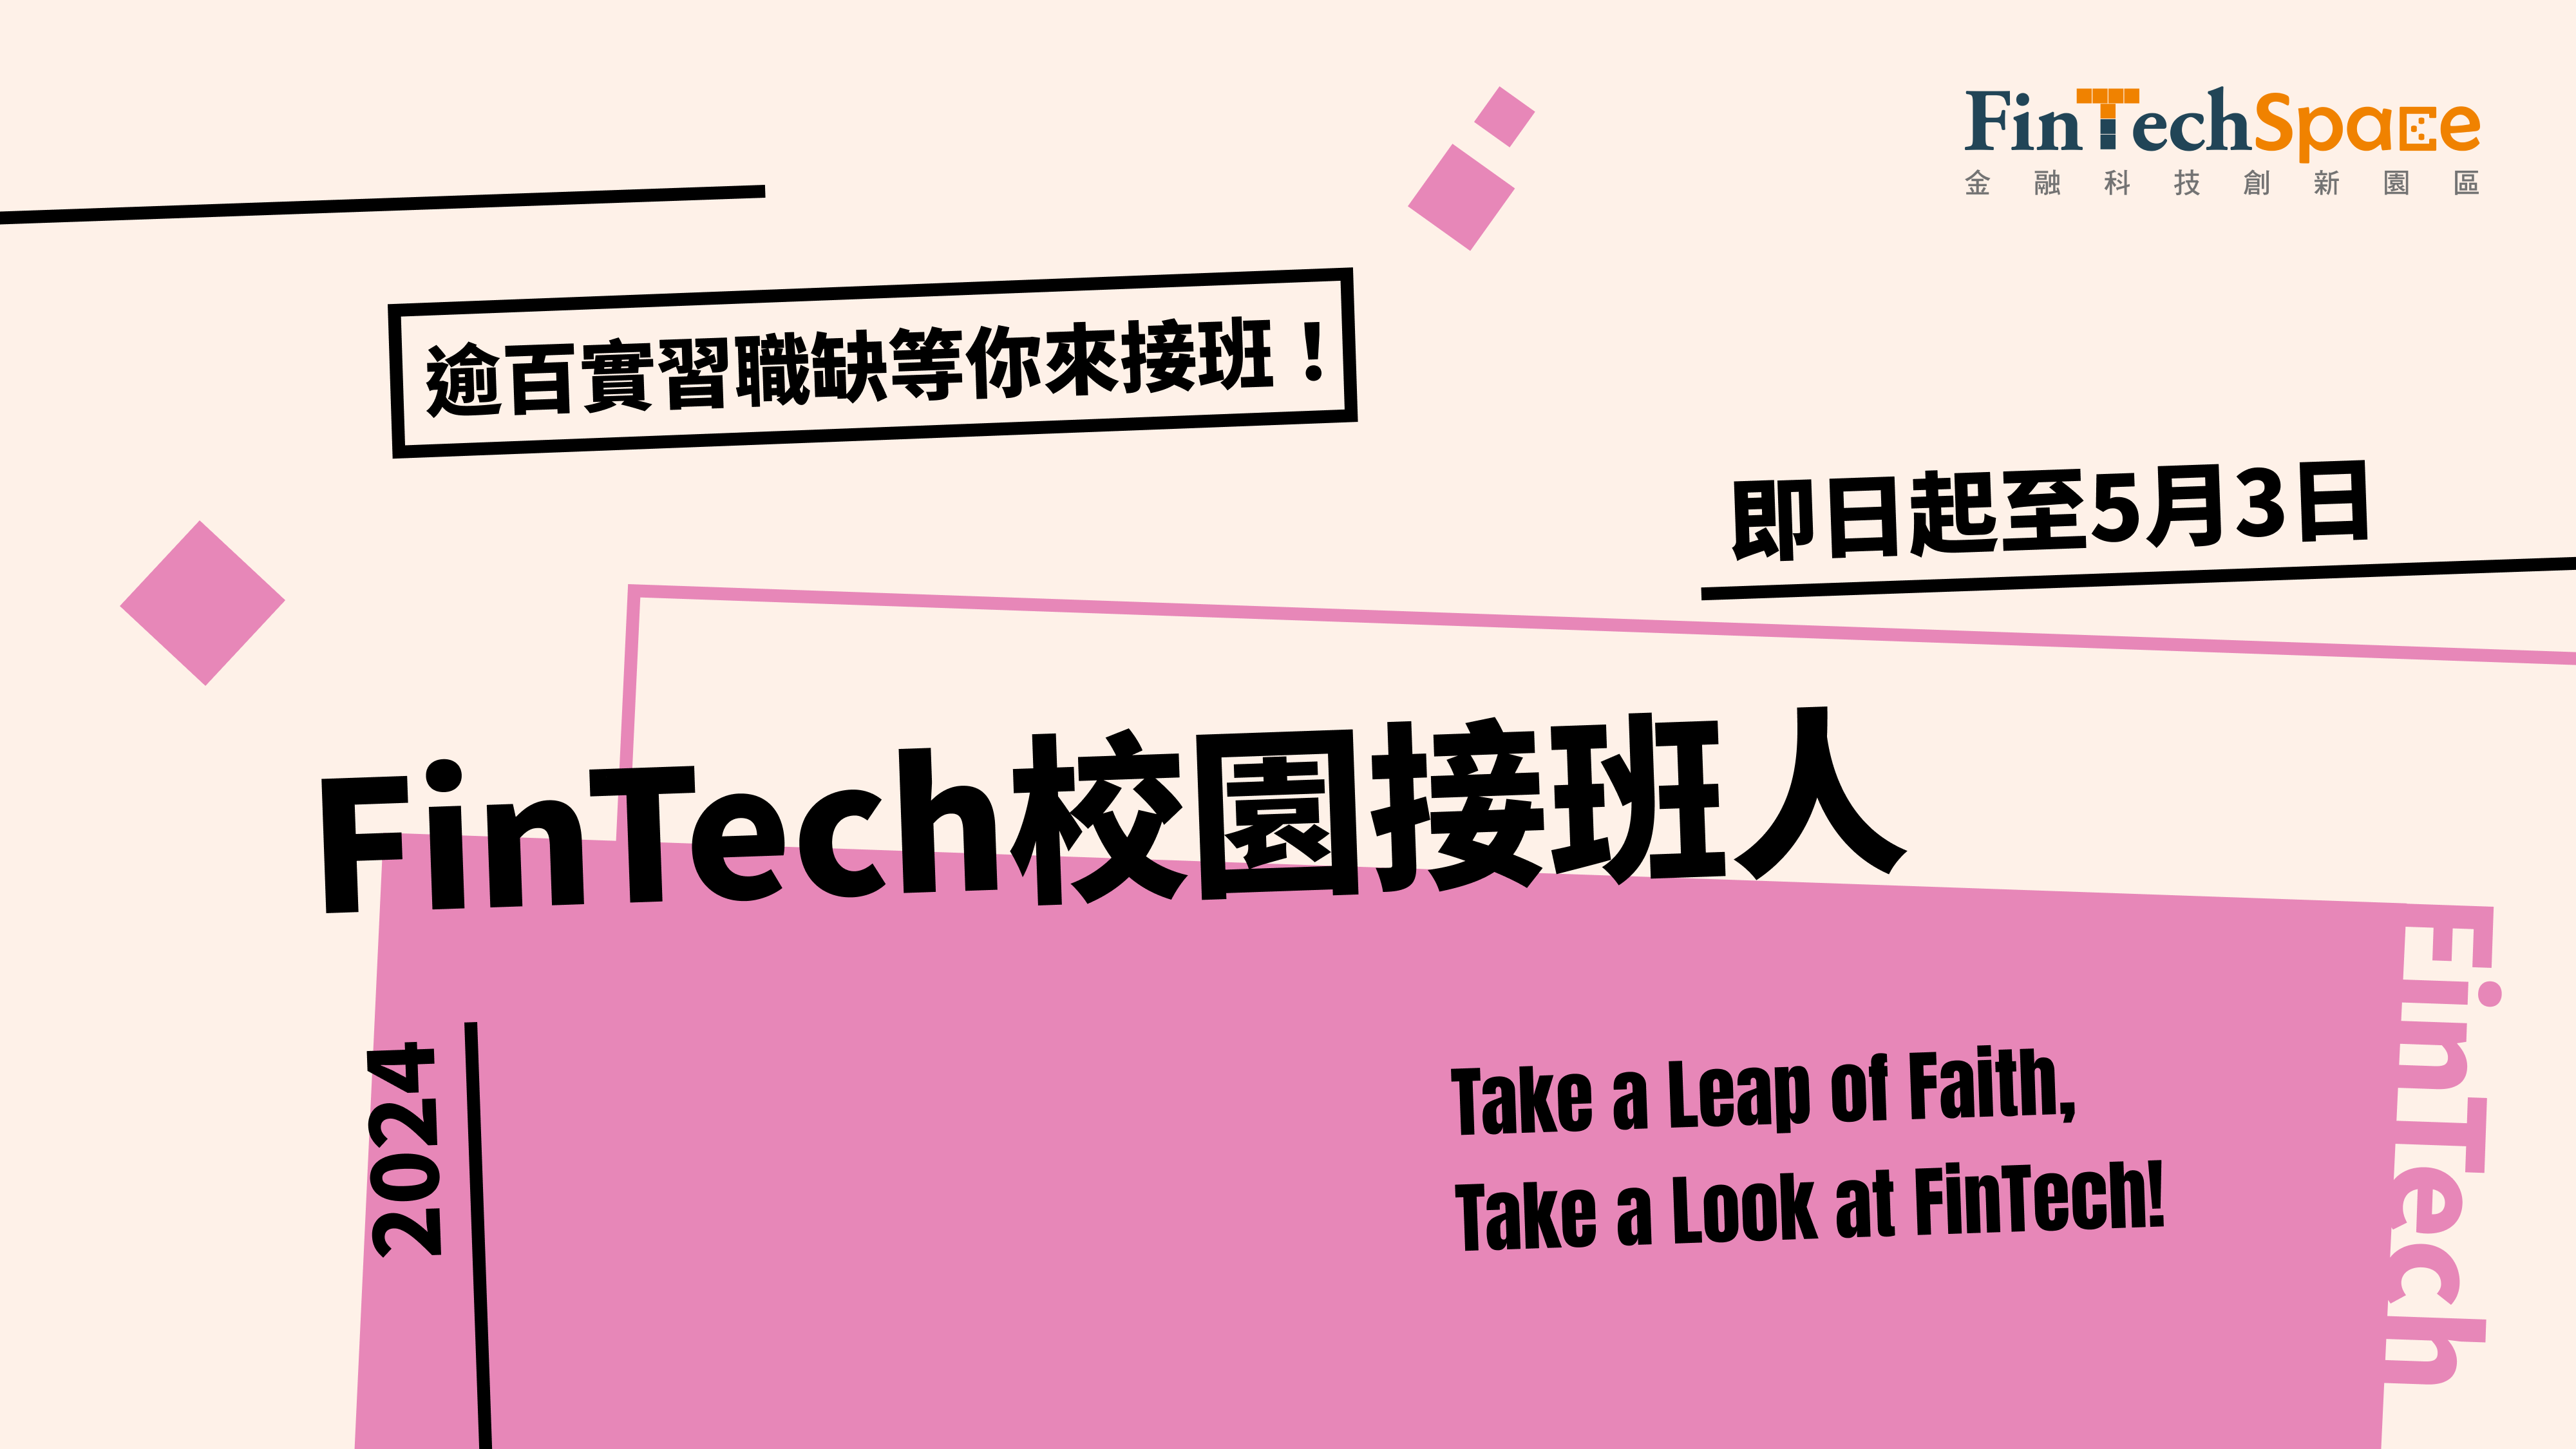 FinTechSpace
金融科技創新園區
逾百實習職缺等你來接班！
即日起至5月3日
FinTech校園接班人
2024
Take a Leap of Faith,
Take a Look at FinTech!
FinTech